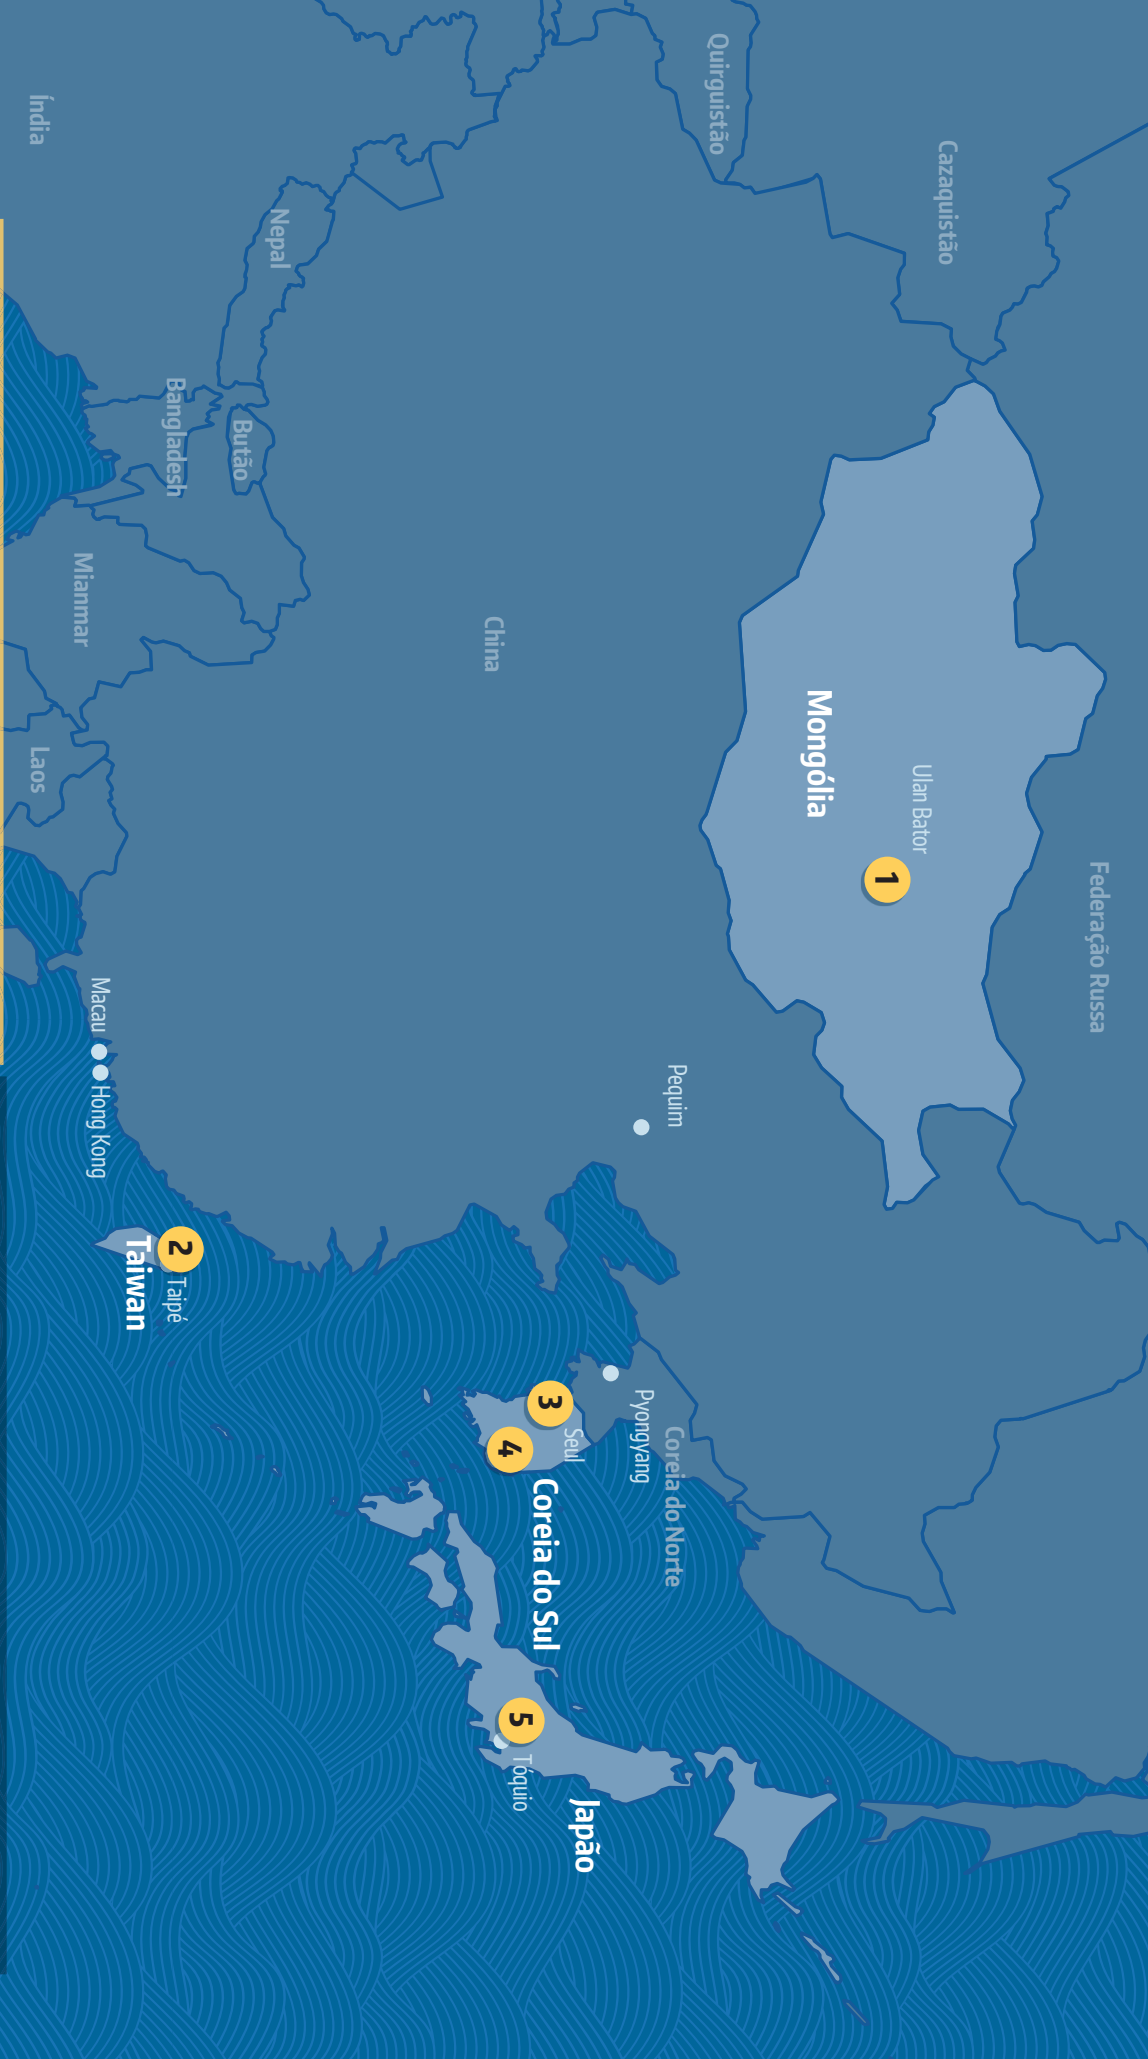 Federação Russa
Cazaquistão
Ulan Bator
1
Mongólia
Quirguistão
Pequim
Coreia do Norte
Pyongyang
China
Seul
3
4
Coreia do Sul
Japão
5
Tóquio
Nepal
Butão
Bangladesh
2
Taipé
Taiwan
Macau
Hong Kong
Mianmar
Índia
Laos